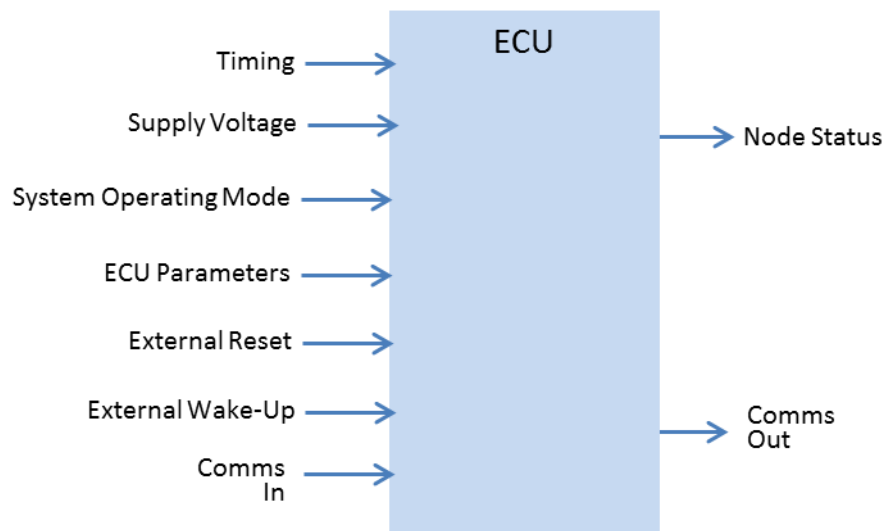 ECU
Timing
Supply Voltage
System Operating Mode
ECU Parameters
External Reset
External Wake-Up
Comms
In
Node Status
Comms
Out